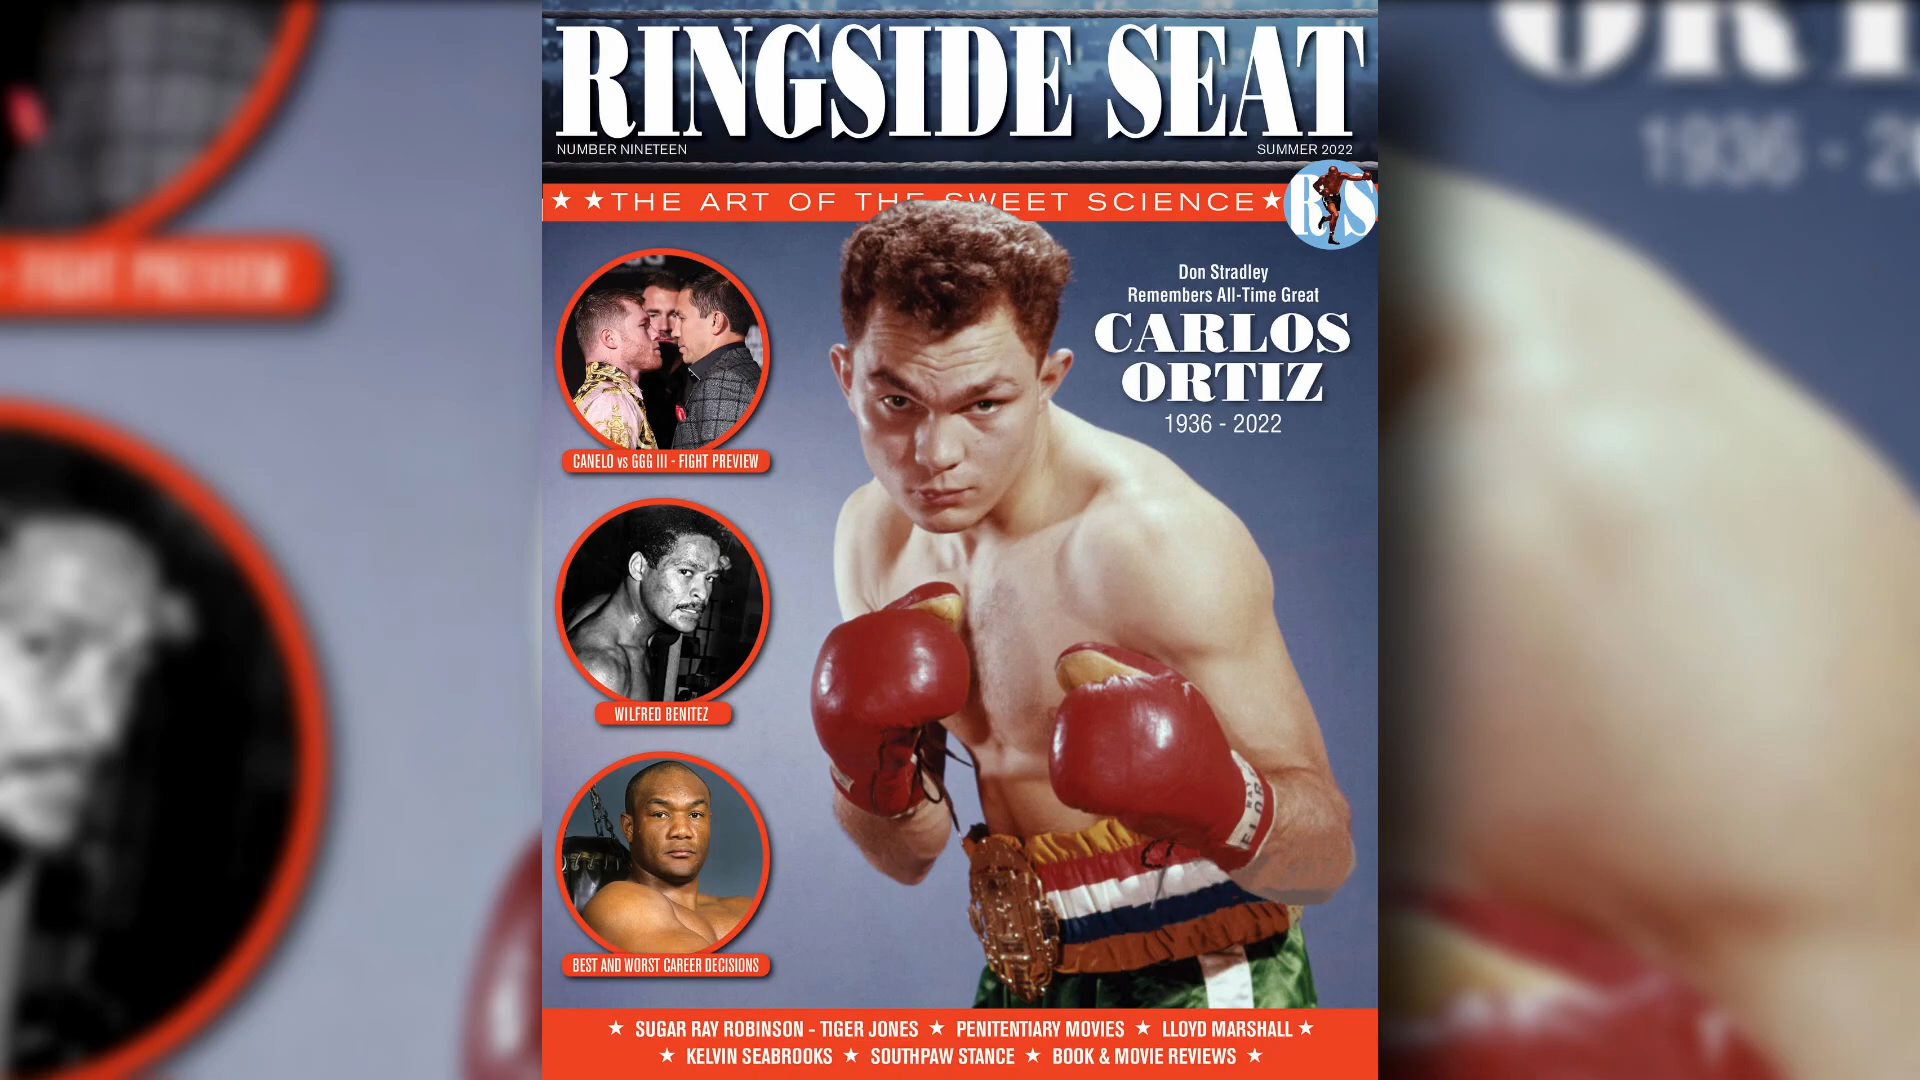 RINGSIDE SEAT
NUMBER NINETEEN
SUMMER 2022
THE ART OF THE SWEET SCIENCE
RTS
Don Stradley
Remembers All-Time Great
CARLOS
ORTIZ
1936 - 2022
CANELO vs GGG III - FIGHT PREVIEW
WILFRED BENITEZ
BEST AND WORST CAREER DECISIONS
SUGAR RAY ROBINSON - TIGER JONES
PENITENTIARY MOVIES
LLOYD MARSHALL
KELVIN SEABROOKS
SOUTHPAW STANCE
BOOK & MOVIE REVIEWS